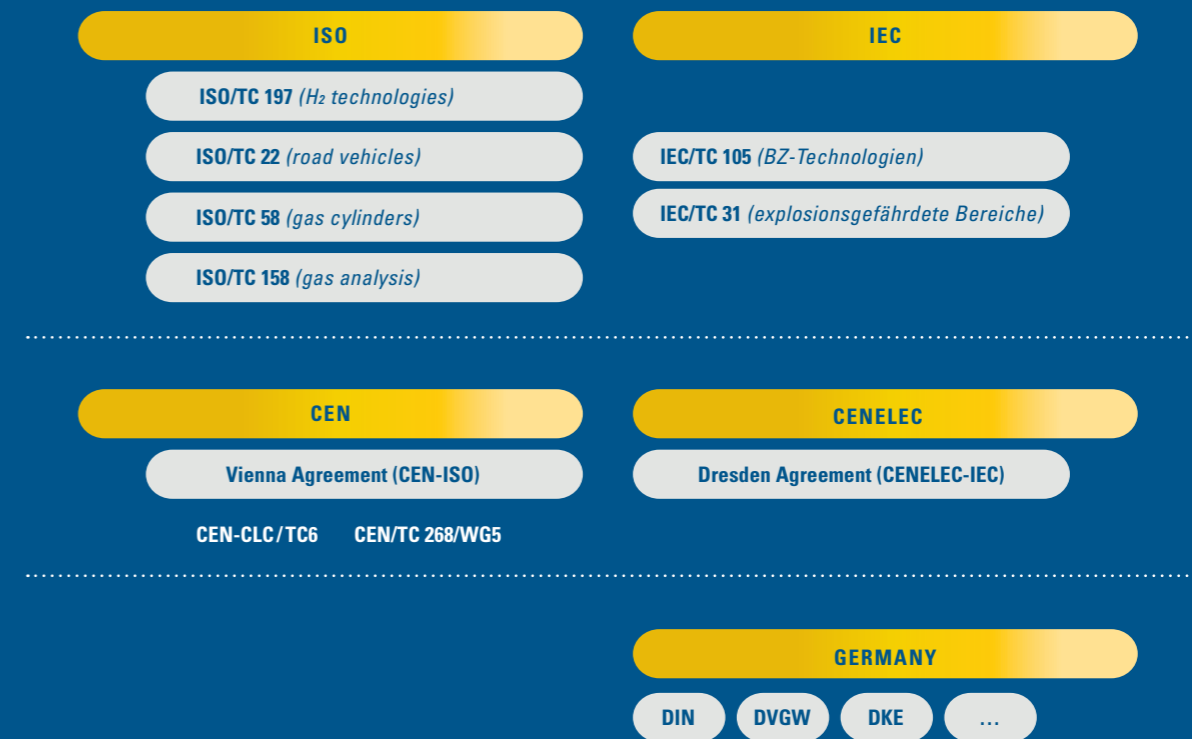 ISO
ISO/TC 197 (H₂ technologies)
ISO/TC 22 (road vehicles)
ISO/TC 58 (gas cylinders)
ISO/TC 158 (gas analysis)
IEC
IEC/TC 105 (BZ-Technologien)
IEC/TC 31 (explosionsgefährdete Bereiche)
CEN
Vienna Agreement (CEN-ISO)
CEN-CLC/TC6 CEN/TC 268/WG5
CENELEC
Dresden Agreement (CENELEC-IEC)
GERMANY
DIN DVGW DKE ...